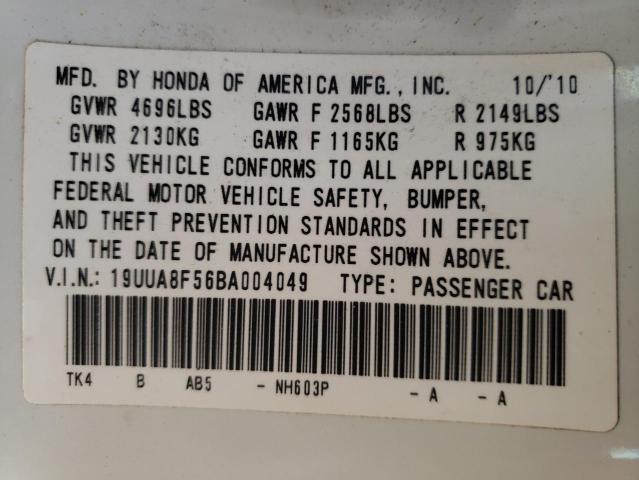 MFD. BY HONDA OF AMERICA MFG., INC. 10/'10
GVWR 4696LBS GAWR F 2568LBS R 2149LBS
GVWR 2130KG GAWR F 1165KG R 975KG
THIS VEHICLE CONFORMS TO ALL APPLICABLE
FEDERAL MOTOR VEHICLE SAFETY, BUMPER,
AND THEFT PREVENTION STANDARDS IN EFFECT
ON THE DATE OF MANUFACTURE SHOWN ABOVE.
V.I.N.: 19UUA8F56BA004049 TYPE: PASSENGER CAR
TK4 B AB5 - NH603P - A - A